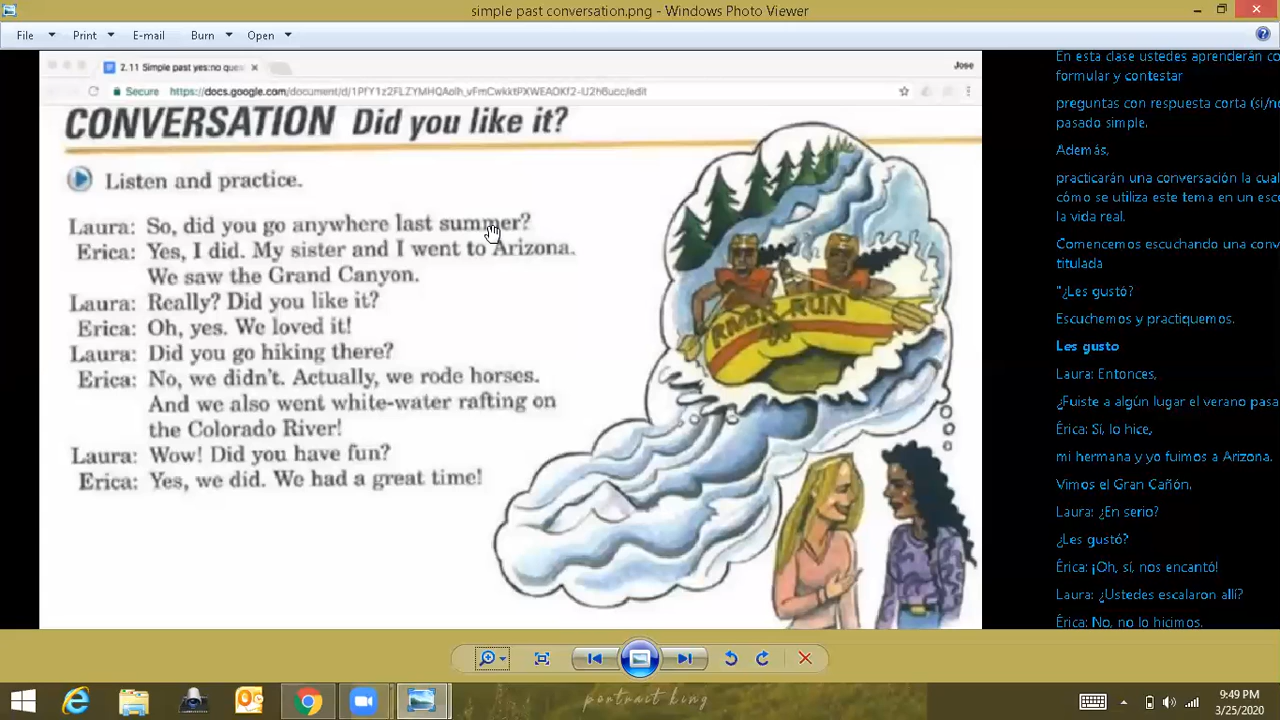 simple past conversation.png - Windows Photo Viewer
File Print E-mail Burn Open
2.11 Simple past yes:no que
Jose
Secure
CONVERSATION Did you like it?
Listen and practice.
Laura: So, did you go anywhere last summer?
Erica: Yes, I did. My sister and I went to Arizona.
We saw the Grand Canyon.
Laura: Really? Did you like it?
Erica: Oh, yes. We loved it!
Laura: Did you go hiking there?
Erica: No, we didn't. Actually, we rode horses.
And we also went white-water rafting on
the Colorado River!
Laura: Wow! Did you have fun?
Erica: Yes, we did. We had a great time!
RIVER RUN
En esta clase ustedes aprenderán co
formular y contestar
preguntas con respuesta corta (si/no
pasado simple.
Además,
practicarán una conversación la cual
cómo se utiliza este tema en un esce
la vida real.
Comencemos escuchando una conv
titulada
"¿Les gustó?
Escuchemos y practiquemos.
Les gusto
Laura: Entonces,
¿Fuiste a algún lugar el verano pasa
Érica: Sí, lo hice,
mi hermana y yo fuimos a Arizona.
Vimos el Gran Cañón.
Laura: ¿En serio?
¿Les gustó?
Érica: ¡Oh, sí, nos encantó!
Laura: ¿Ustedes escalaron allí?
Érica: No, no lo hicimos.
portrait king
9:49 PM
3/25/2020